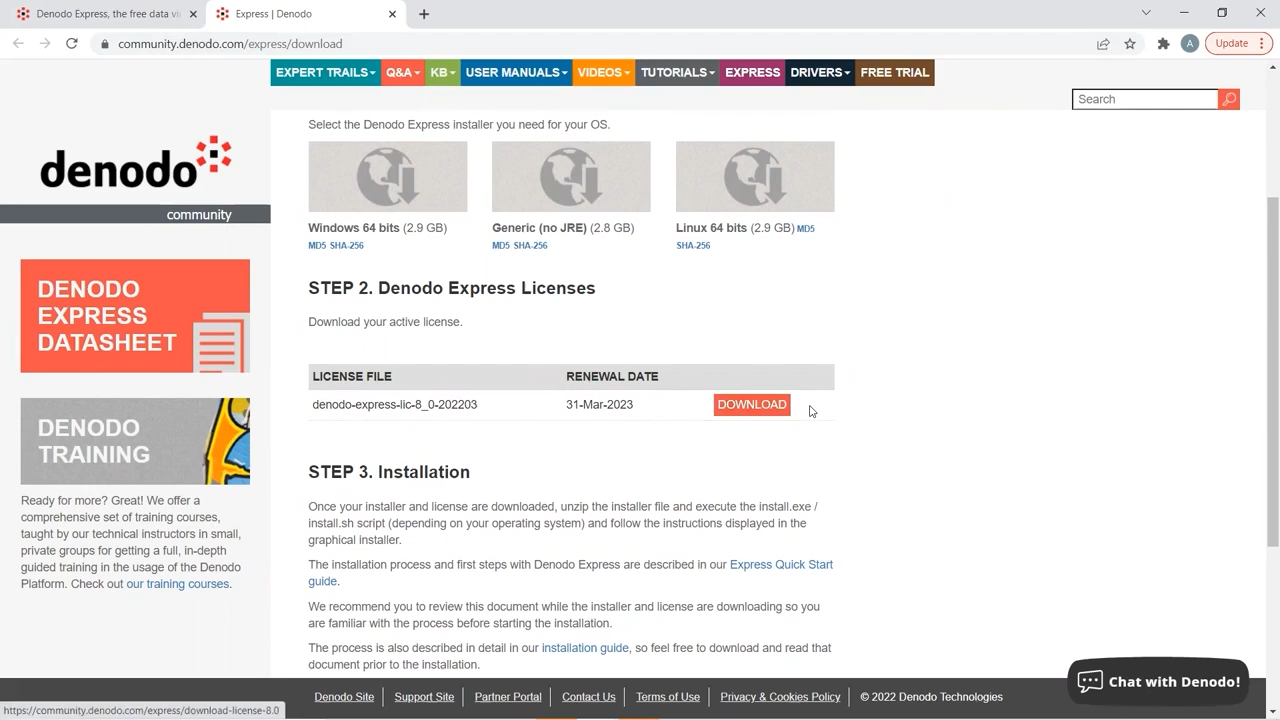 Denodo Express, the free data vi
Express | Denodo
community.denodo.com/express/download
A
Update
EXPERT TRAILS
Q&A
KB
USER MANUALS
VIDEOS
TUTORIALS
EXPRESS
DRIVERS
FREE TRIAL
Search
denodo
community
DENODO
EXPRESS
DATASHEET
DENODO
TRAINING
Ready for more? Great! We offer a
comprehensive set of training courses,
taught by our technical instructors in small,
private groups for getting a full, in-depth
guided training in the usage of the Denodo
Platform. Check out our training courses.
Select the Denodo Express installer you need for your OS.
Windows 64 bits (2.9 GB)
MD5 SHA-256
Generic (no JRE) (2.8 GB)
MD5 SHA-256
Linux 64 bits (2.9 GB) MD5
SHA-256
STEP 2. Denodo Express Licenses
Download your active license.
LICENSE FILE RENEWAL DATE
denodo-express-lic-8_0-202203 31-Mar-2023 DOWNLOAD
STEP 3. Installation
Once your installer and license are downloaded, unzip the installer file and execute the install.exe /
install.sh script (depending on your operating system) and follow the instructions displayed in the
graphical installer.
The installation process and first steps with Denodo Express are described in our Express Quick Start
guide.
We recommend you to review this document while the installer and license are downloading so you
are familiar with the process before starting the installation.
The process is also described in detail in our installation guide, so feel free to download and read that
document prior to the installation.
Chat with Denodo!
Denodo Site | Support Site | Partner Portal | Contact Us | Terms of Use | Privacy & Cookies Policy | © 2022 Denodo Technologies
https://community.denodo.com/express/download-license-8.0